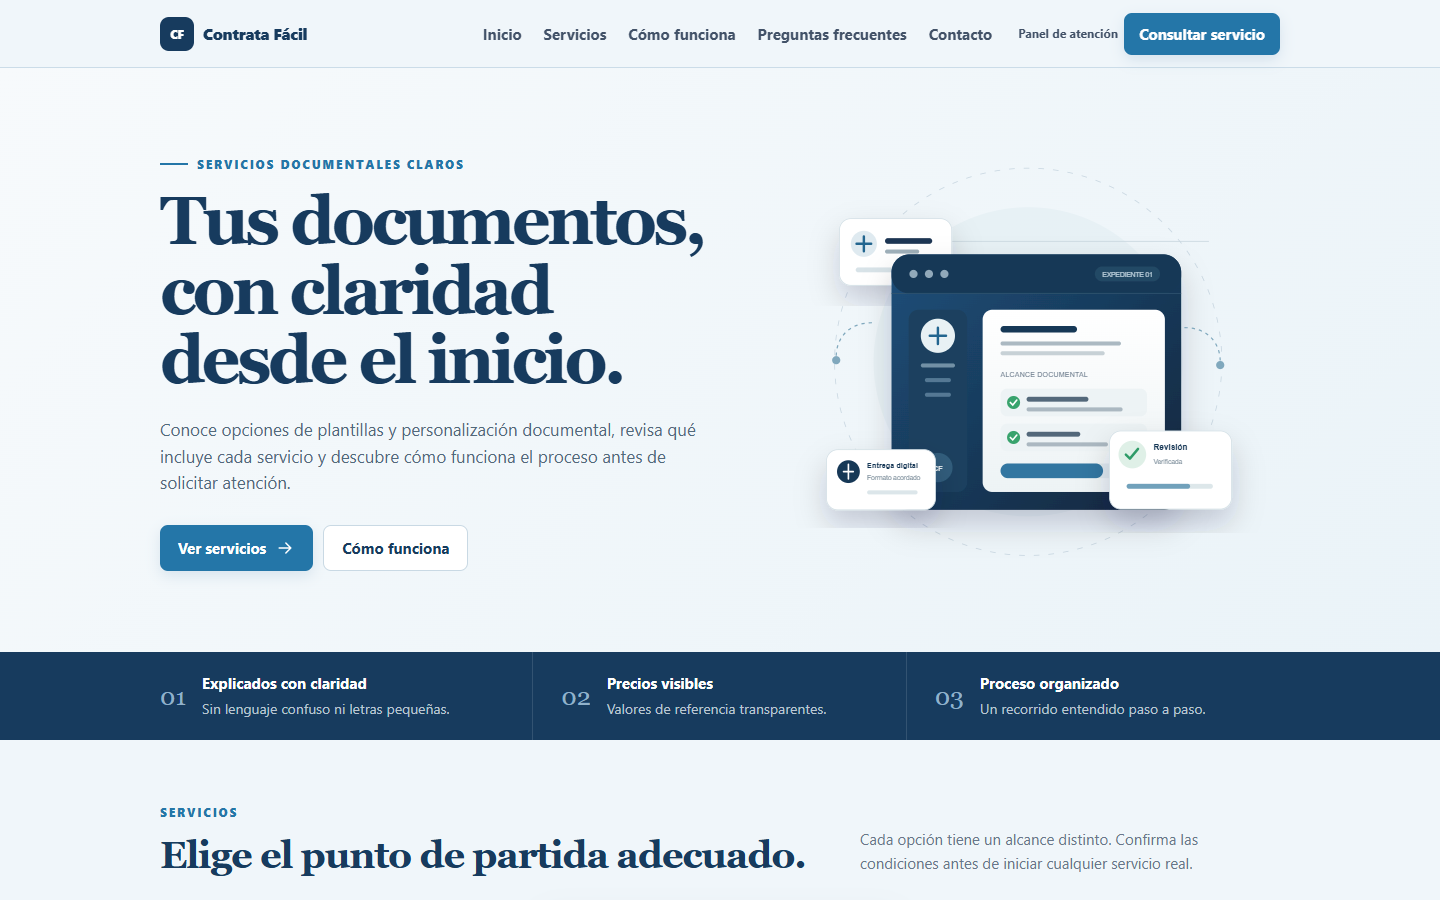 CF Contrata Fácil
Inicio Servicios Cómo funciona Preguntas frecuentes Contacto Panel de atención Consultar servicio
SERVICIOS DOCUMENTALES CLAROS
Tus documentos,
con claridad
desde el inicio.
Conoce opciones de plantillas y personalización documental, revisa qué
incluye cada servicio y descubre cómo funciona el proceso antes de
solicitar atención.
Ver servicios
Cómo funciona
EXPEDIENTE 01
ALCANCE DOCUMENTAL
Revisión
Verificada
Entrega digital
Formato acordado
CF
01
Explicados con claridad
Sin lenguaje confuso ni letras pequeñas.
02
Precios visibles
Valores de referencia transparentes.
03
Proceso organizado
Un recorrido entendido paso a paso.
SERVICIOS
Elige el punto de partida adecuado.
Cada opción tiene un alcance distinto. Confirma las
condiciones antes de iniciar cualquier servicio real.